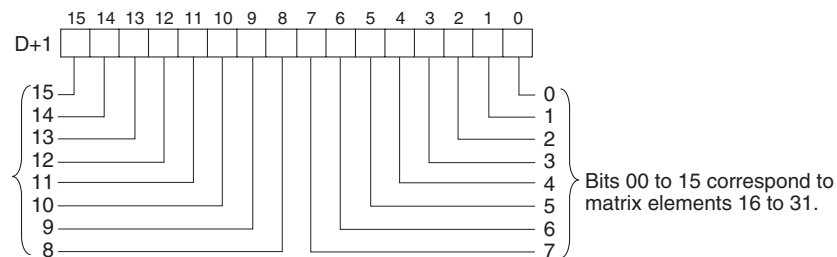 15 14 13 12 11 10 9 8 7 6 5 4 3 2 1 0
D+1
15 0
14 1
13 2
12 3
11 4
10 5
9 6
8 7
Bits 00 to 15 correspond to
matrix elements 16 to 31.